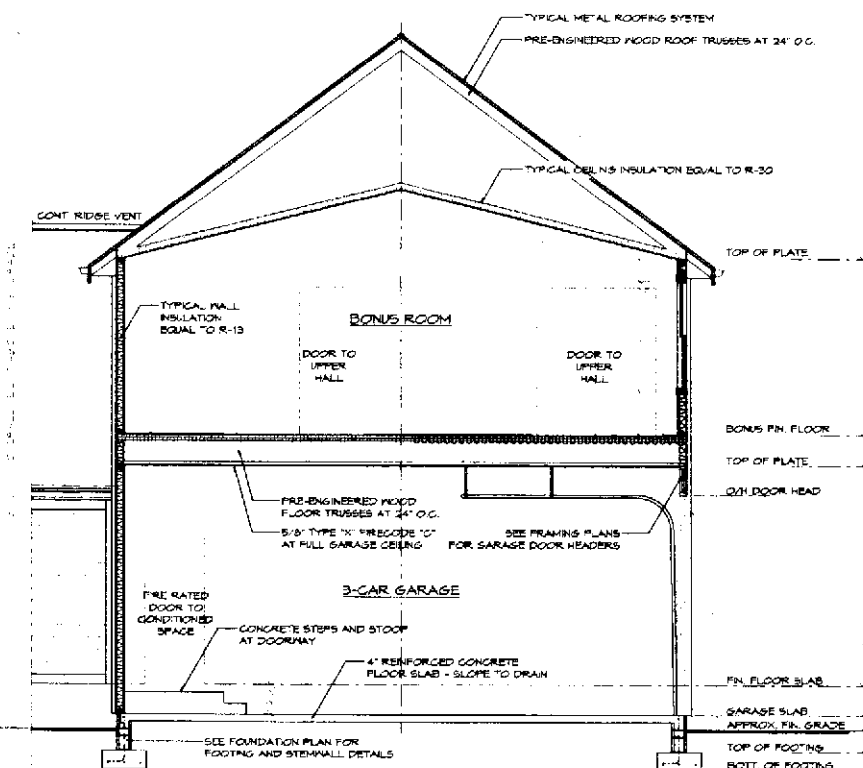 TYPICAL METAL ROOFING SYSTEM
PRE-ENGINEERED WOOD ROOF TRUSSES AT 24" O.C.
TYPICAL CEILING INSULATION EQUAL TO R-30
CONT RIDGE VENT
TOP OF PLATE
TYPICAL WALL
INSULATION
EQUAL TO R-13
BONUS ROOM
DOOR TO
UPPER
HALL
DOOR TO
UPPER
HALL
BONUS FIN. FLOOR
TOP OF PLATE
O/H DOOR HEAD
PRE-ENGINEERED WOOD
FLOOR TRUSSES AT 24" O.C.
5/8" TYPE "X" FIRECODE "C"
AT FULL GARAGE CEILING
SEE FRAMING PLANS
FOR GARAGE DOOR HEADERS
3-CAR GARAGE
FIRE RATED
DOOR TO
CONDITIONED
SPACE
CONCRETE STEPS AND STOOP
AT DOORWAY
4" REINFORCED CONCRETE
FLOOR SLAB - SLOPE TO DRAIN
FIN. FLOOR SLAB
GARAGE SLAB
APPROX. FIN. GRADE
SEE FOUNDATION PLAN FOR
FOOTING AND STEMWALL DETAILS
TOP OF FOOTING
BOTT. OF FOOTING